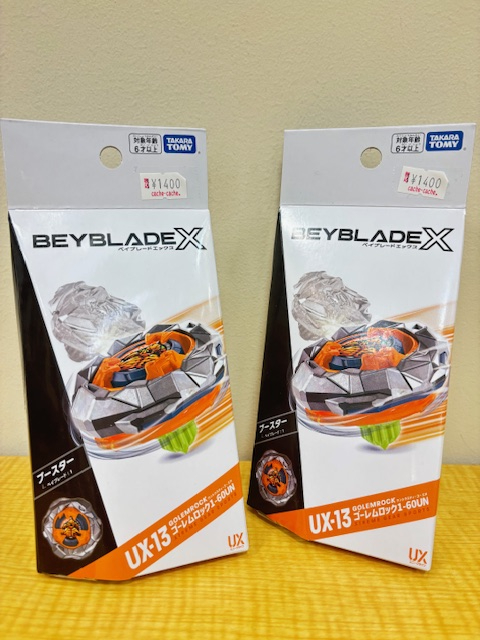 対象年齢
6才以上
TAKARA
TOMY
¥1400
cache-cache.
BEYBLADE X
ベイブレードエックス
ブースター
UX-13
GOLEMROCK
ゴーレムロック1-60UN
UX
対象年齢
6才以上
TAKARA
TOMY
¥1400
cache-cache.
BEYBLADE X
ベイブレードエックス
ブースター
UX-13
GOLEMROCK
ゴーレムロック1-60UN
UX